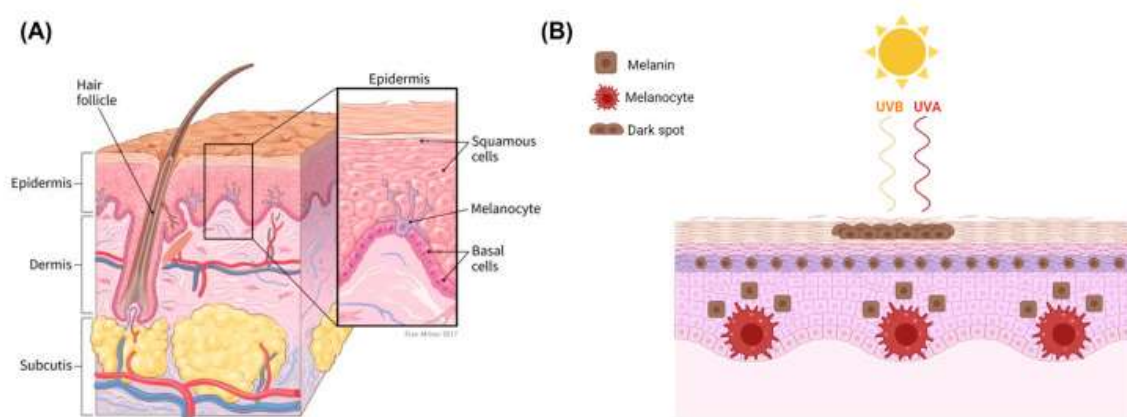 (A)
Hair
follicle
Epidermis
Epidermis
Dermis
Subcutis
Squamous
cells
Melanocyte
Basal
cells
(B)
Melanin
Melanocyte
Dark spot
UVB
UVA